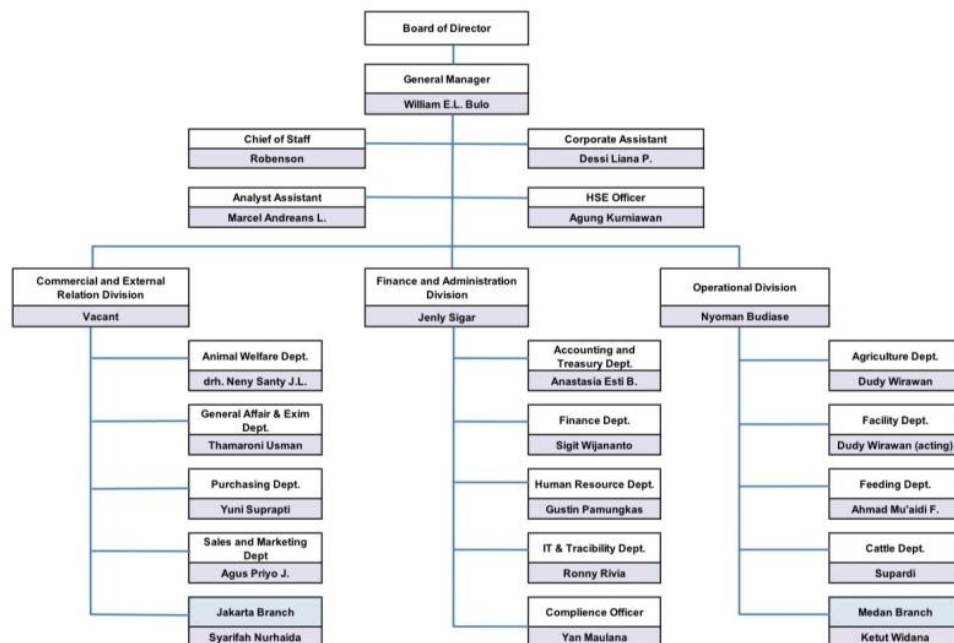 Board of Director
General Manager
William E.L. Bulo
Chief of Staff
Robenson
Corporate Assistant
Dessi Liana P.
Analyst Assistant
Marcel Andreans L.
HSE Officer
Agung Kurniawan
Commercial and External
Relation Division
Vacant
Finance and Administration
Division
Jenly Sigar
Operational Division
Nyoman Budiase
Animal Welfare Dept.
drh. Neny Santy J.L.
General Affair & Exim
Dept.
Thamaroni Usman
Purchasing Dept.
Yuni Suprapti
Sales and Marketing
Dept
Agus Priyo J.
Jakarta Branch
Syarifah Nurhaida
Accounting and
Treasury Dept.
Anastasia Esti B.
Finance Dept.
Sigit Wijananto
Human Resource Dept.
Gustin Pamungkas
IT & Tracibility Dept.
Ronny Rivia
Complience Officer
Yan Maulana
Agriculture Dept.
Dudy Wirawan
Facility Dept.
Dudy Wirawan (acting)
Feeding Dept.
Ahmad Mu'aidi F.
Cattle Dept.
Supardi
Medan Branch
Ketut Widana